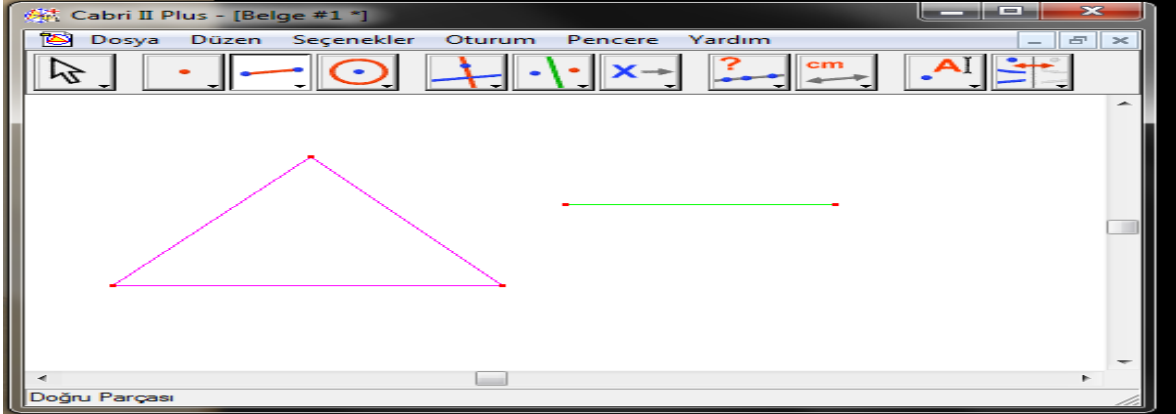 Cabri II Plus - [Belge #1 *]
Dosya Düzen Seçenekler Oturum Pencere Yardım
X ? cm A
Doğru Parçası